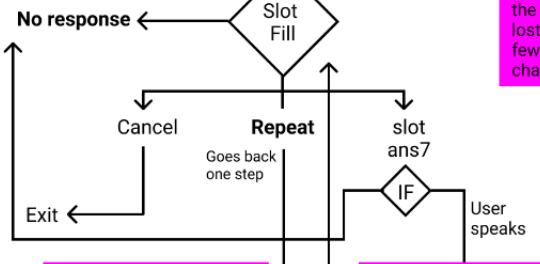 No response
Slot
Fill
the
lost
few
cha
Cancel
Repeat
slot
ans7
Goes back
one step
IF
Exit
User
speaks